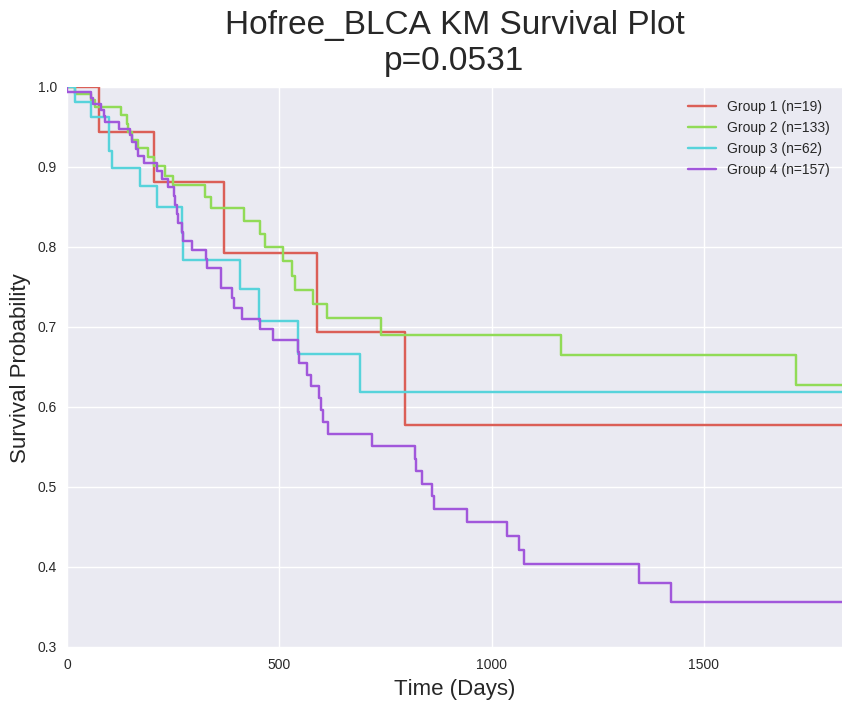 Hofree_BLCA KM Survival Plot
p=0.0531
Group 1 (n=19)
Group 2 (n=133)
Group 3 (n=62)
Group 4 (n=157)
Survival Probability
1.0
0.9
0.8
0.7
0.6
0.5
0.4
0.3
0
500
1000
1500
Time (Days)